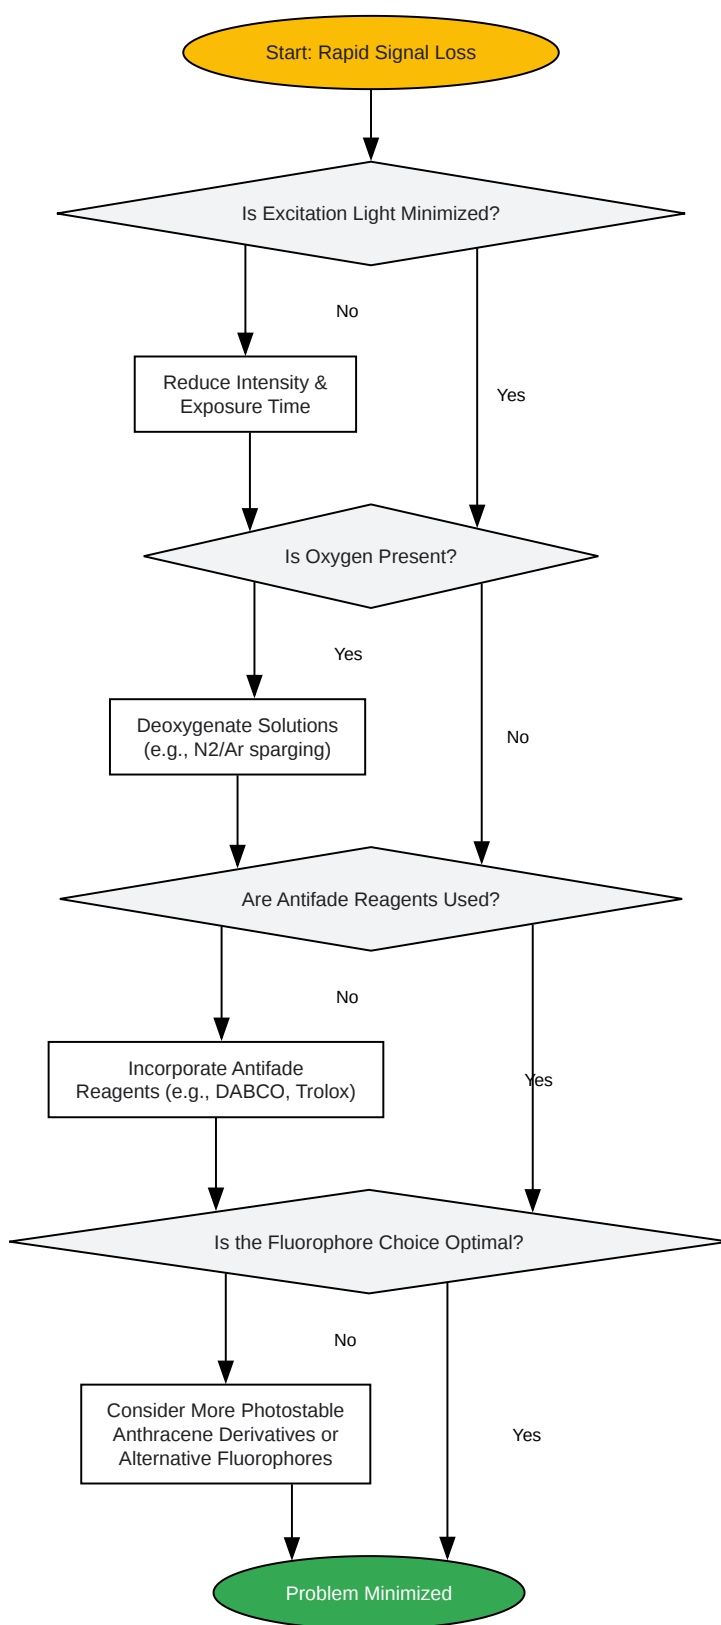 Start: Rapid Signal Loss
Is Excitation Light Minimized?
No
Reduce Intensity &
Exposure Time
Yes
Is Oxygen Present?
Yes
Deoxygenate Solutions
(e.g., N2/Ar sparging)
No
Are Antifade Reagents Used?
No
Incorporate Antifade
Reagents (e.g., DABCO, Trolox)
Yes
Is the Fluorophore Choice Optimal?
No
Consider More Photostable
Anthracene Derivatives or
Alternative Fluorophores
Yes
Problem Minimized